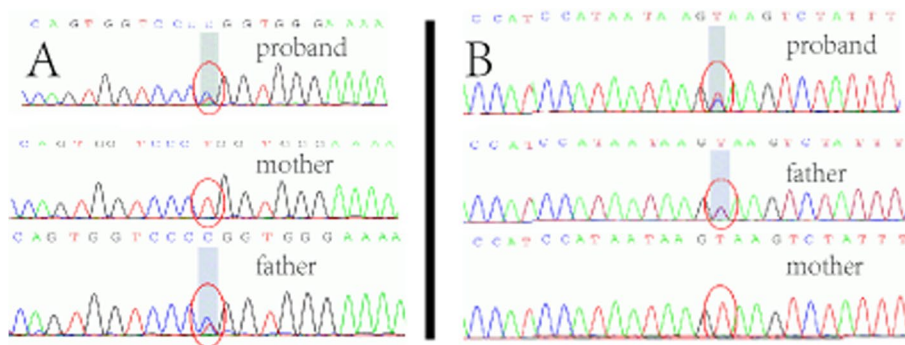 A
C A G T G G T C C C G G T G G G A A A A
proband
C A G T G G T C C C T G G T G G G A A A A
mother
C A G T G G T C C C C G G T G G G A A A A
father
B
C C A T C C A T A A T A A G Y A A G T C T A T T T
proband
C C A T C C A T A A T A A G Y A A G T C T A T T T
father
C C A T C C A T A A T A A G T A A G T C T A T T T
mother